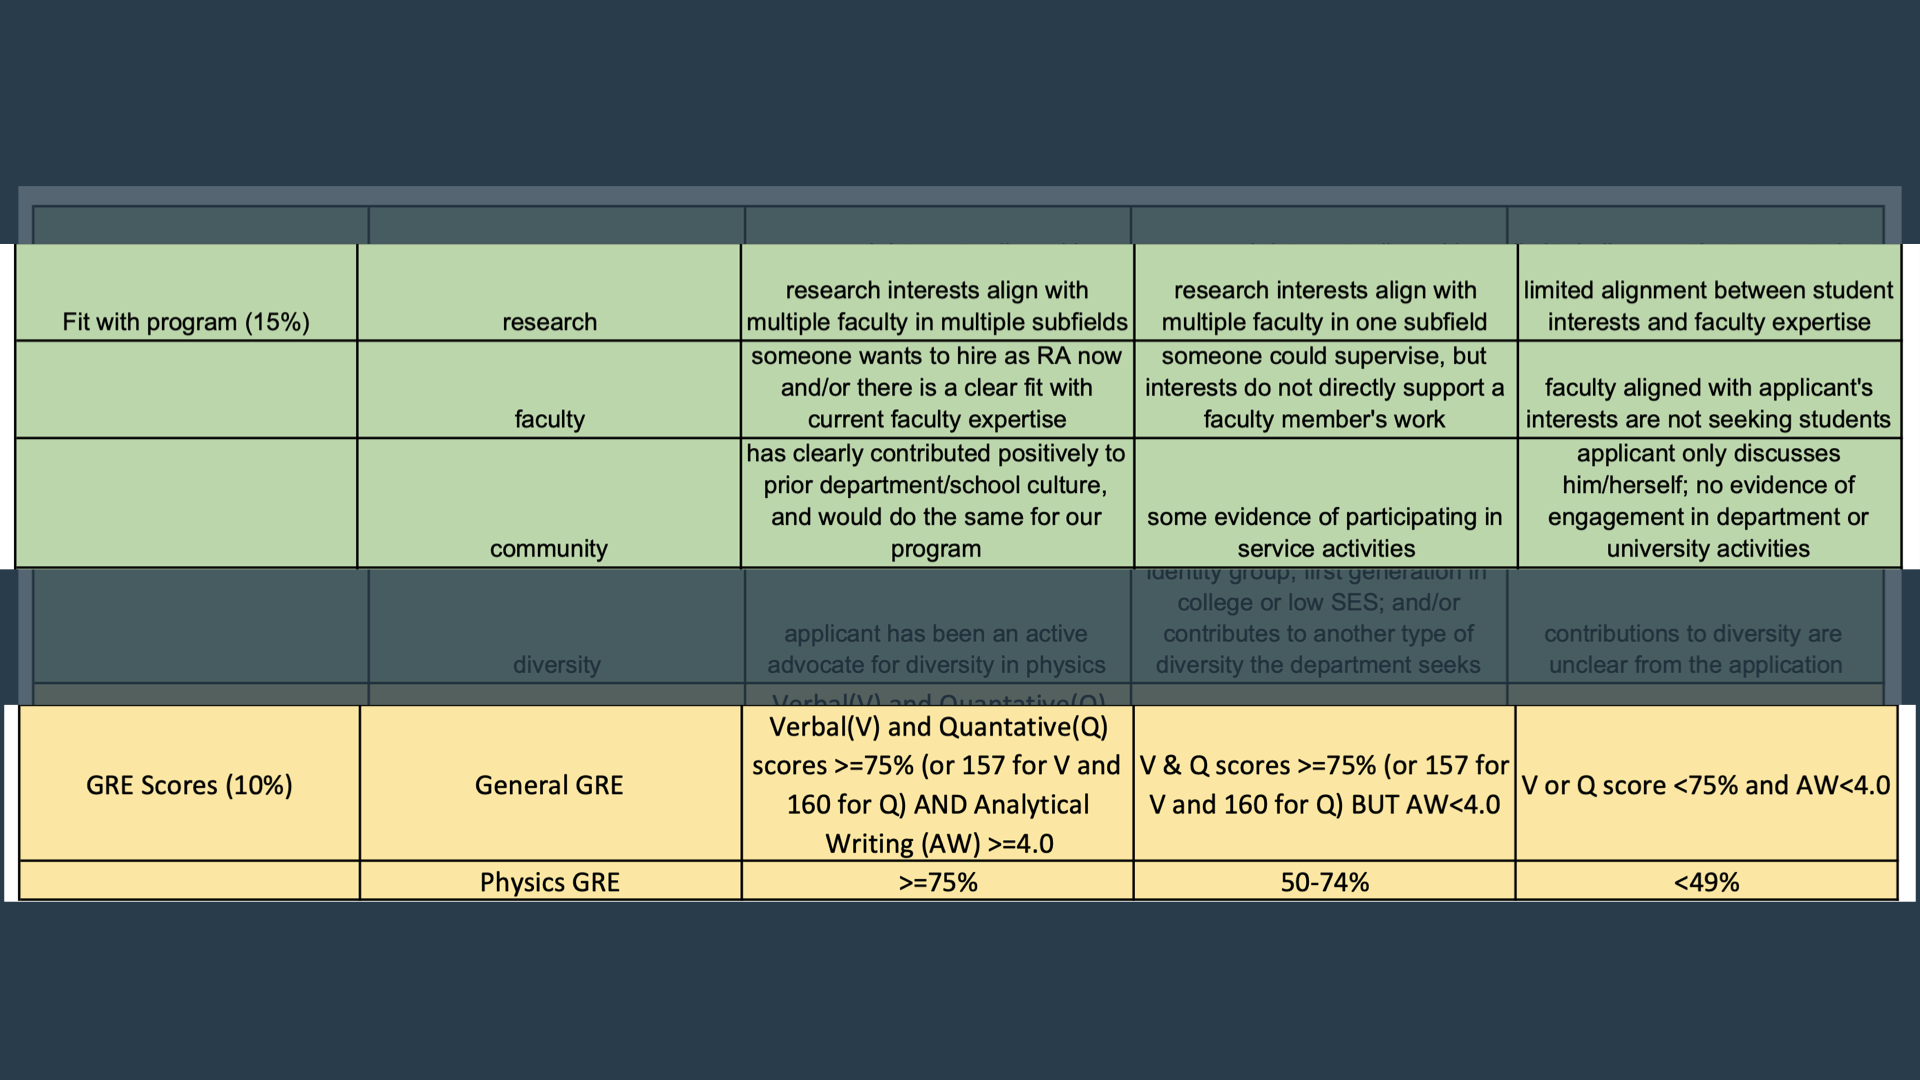 Fit with program (15%)
research
research interests align with
multiple faculty in multiple subfields
research interests align with
multiple faculty in one subfield
limited alignment between student
interests and faculty expertise
faculty
someone wants to hire as RA now
and/or there is a clear fit with
current faculty expertise
someone could supervise, but
interests do not directly support a
faculty member's work
faculty aligned with applicant's
interests are not seeking students
community
has clearly contributed positively to
prior department/school culture,
and would do the same for our
program
some evidence of participating in
service activities
applicant only discusses
him/herself; no evidence of
engagement in department or
university activities
diversity
applicant has been an active
advocate for diversity in physics
identity group, first generation in
college or low SES; and/or
contributes to another type of
diversity the department seeks
contributions to diversity are
unclear from the application
Verbal(V) and Quantative(Q)
GRE Scores (10%)
General GRE
Verbal(V) and Quantative(Q)
scores >=75% (or 157 for V and
160 for Q) AND Analytical
Writing (AW) >=4.0
V & Q scores >=75% (or 157 for
V and 160 for Q) BUT AW<4.0
V or Q score <75% and AW<4.0
Physics GRE
>=75%
50-74%
<49%